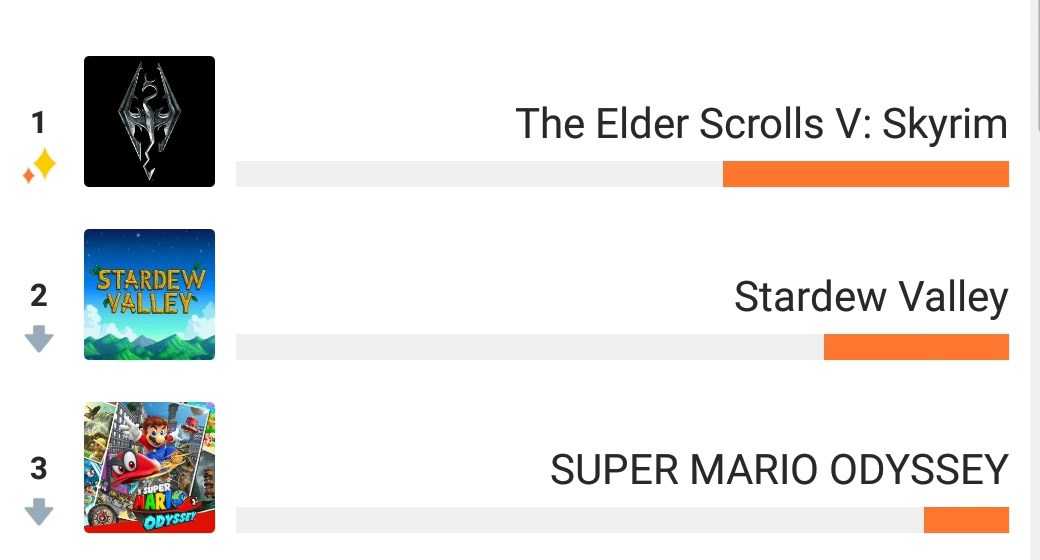 1
The Elder Scrolls V: Skyrim
2
STARDEW
VALLEY
Stardew Valley
3
SUPER
MARIO
ODYSSEY
SUPER MARIO ODYSSEY